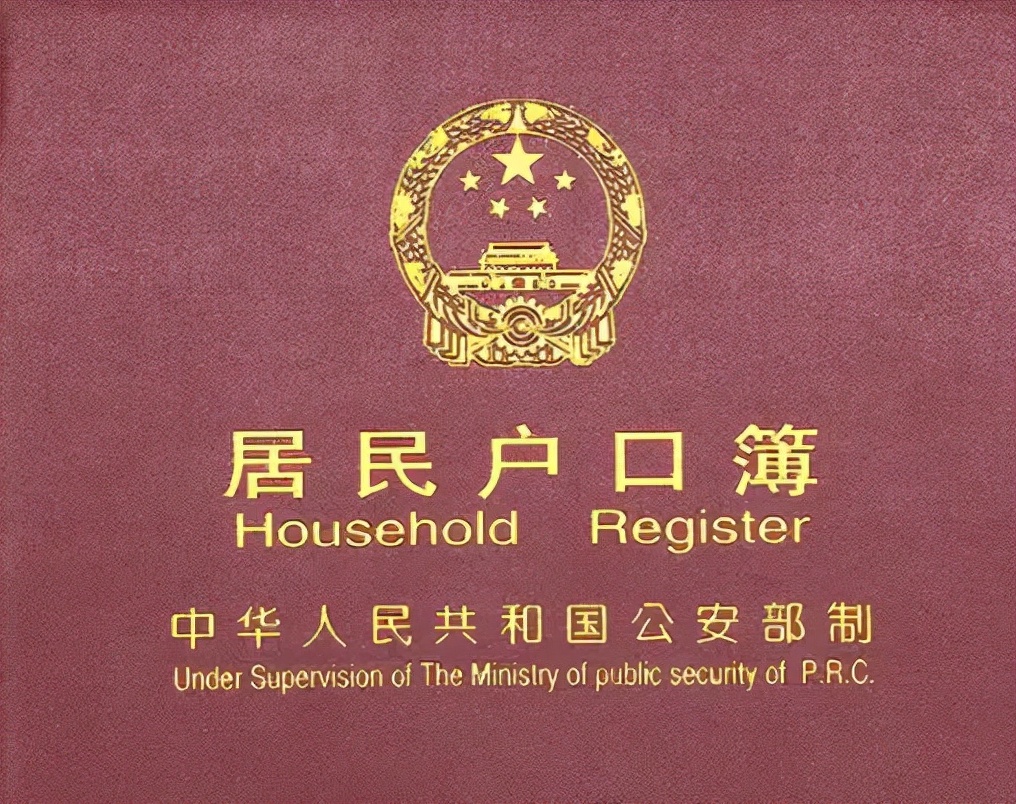 居民户口簿
Household Register
中华人民共和国公安部制
Under Supervision of The Ministry of public security of P.R.C.